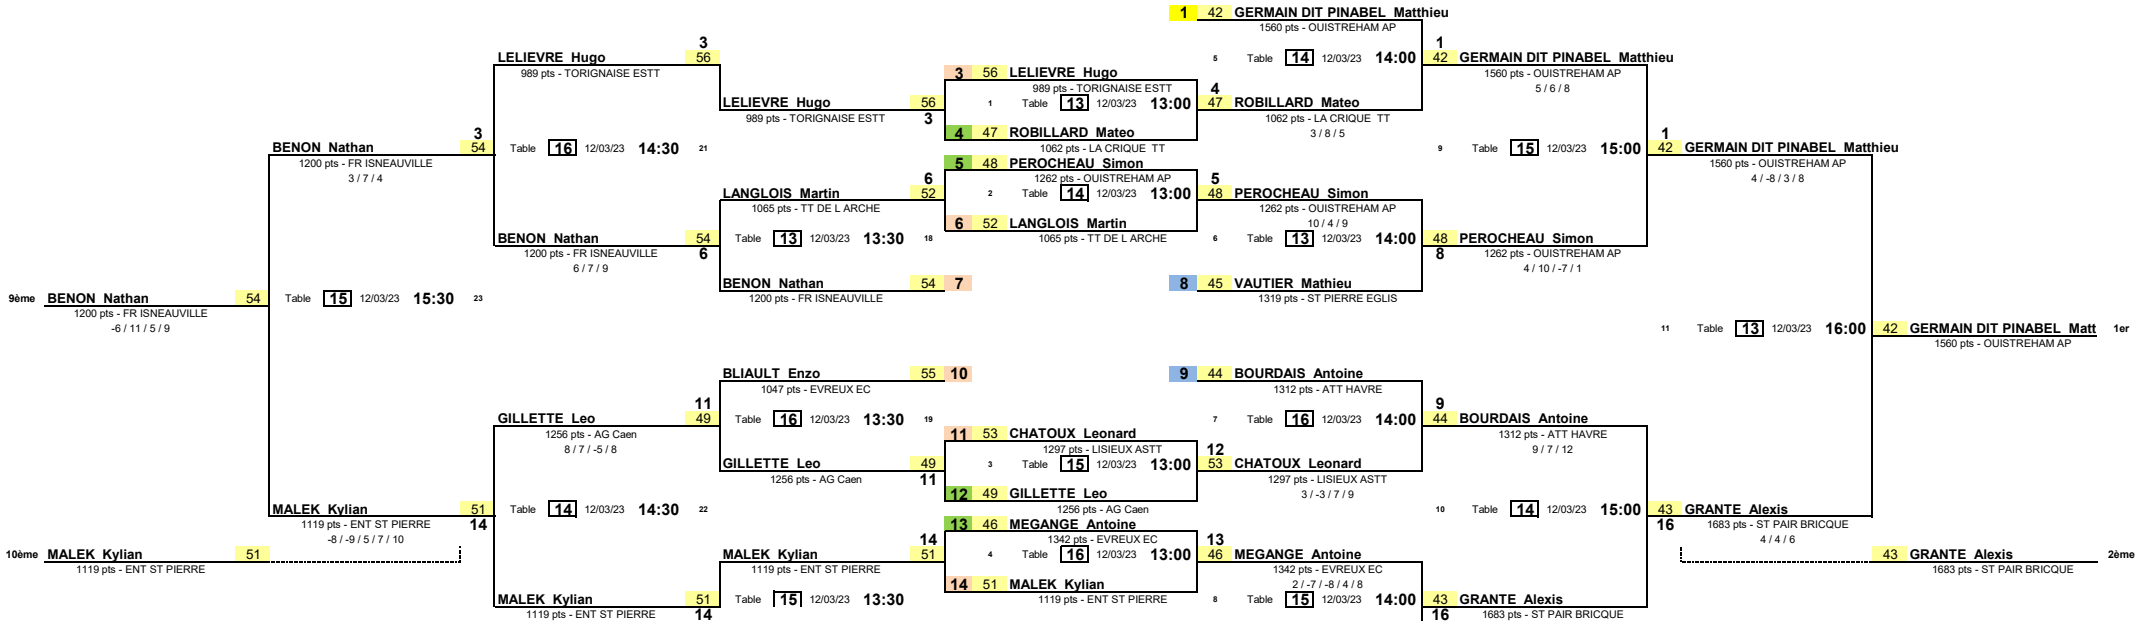 1 42 GERMAIN DIT PINABEL Matthieu
1560 pts - OUISTREHAM AP
3 1
LELIEVRE Hugo 56 5 Table 14 12/03/23 14:00 42 GERMAIN DIT PINABEL Matthieu
989 pts - TORIGNAISE ESTT 3 56 LELIEVRE Hugo 1560 pts - OUISTREHAM AP
989 pts - TORIGNAISE ESTT 4 5 / 6 / 8
LELIEVRE Hugo 56 1 Table 13 12/03/23 13:00 47 ROBILLARD Mateo
989 pts - TORIGNAISE ESTT 3 1062 pts - LA CRIQUE TT
3 4 47 ROBILLARD Mateo 3 / 8 / 5 1
BENON Nathan 54 Table 16 12/03/23 14:30 21 1062 pts - LA CRIQUE TT 9 Table 15 12/03/23 15:00 42 GERMAIN DIT PINABEL Matthieu
1200 pts - FR ISNEAUVILLE 5 48 PEROCHEAU Simon 1560 pts - OUISTREHAM AP
3 / 7 / 4 6 1262 pts - OUISTREHAM AP 5 4 / -8 / 3 / 8
LANGLOIS Martin 52 2 Table 14 12/03/23 13:00 48 PEROCHEAU Simon
1065 pts - TT DE L ARCHE 1262 pts - OUISTREHAM AP
6 52 LANGLOIS Martin 10 / 4 / 9
BENON Nathan 54 Table 13 12/03/23 13:30 18 1065 pts - TT DE L ARCHE 6 Table 13 12/03/23 14:00 48 PEROCHEAU Simon
1200 pts - FR ISNEAUVILLE 6 8 1262 pts - OUISTREHAM AP
6 / 7 / 9 4 / 10 / -7 / 1
BENON Nathan 54 7 8 45 VAUTIER Mathieu
9ème BENON Nathan 54 Table 15 12/03/23 15:30 23 1200 pts - FR ISNEAUVILLE 1319 pts - ST PIERRE EGLIS
1200 pts - FR ISNEAUVILLE
-6 / 11 / 5 / 9 11 Table 13 12/03/23 16:00 42 GERMAIN DIT PINABEL Matt 1er
1560 pts - OUISTREHAM AP
BLIAULT Enzo 55 10 9 44 BOURDAIS Antoine
1047 pts - EVREUX EC 1312 pts - ATT HAVRE
11 9
GILLETTE Leo 49 Table 16 12/03/23 13:30 19 7 Table 16 12/03/23 14:00 44 BOURDAIS Antoine
1256 pts - AG Caen 11 53 CHATOUX Leonard 1312 pts - ATT HAVRE
8 / 7 / -5 / 8 1297 pts - LISIEUX ASTT 12 9 / 7 / 12
GILLETTE Leo 49 3 Table 15 12/03/23 13:00 53 CHATOUX Leonard
1256 pts - AG Caen 11 1297 pts - LISIEUX ASTT
12 49 GILLETTE Leo 3 / -3 / 7 / 9
MALEK Kylian 51 Table 14 12/03/23 14:30 22 1256 pts - AG Caen 10 Table 14 12/03/23 15:00 43 GRANTE Alexis
1119 pts - ENT ST PIERRE 14 13 46 MEGANGE Antoine 16 1683 pts - ST PAIR BRICQUE
-8 / -9 / 5 / 7 / 10 14 1342 pts - EVREUX EC 13 4 / 4 / 6
10ème MALEK Kylian 51 MALEK Kylian 51 4 Table 16 12/03/23 13:00 46 MEGANGE Antoine 43 GRANTE Alexis 2ème
1119 pts - ENT ST PIERRE 1119 pts - ENT ST PIERRE 1342 pts - EVREUX EC 1683 pts - ST PAIR BRICQUE
14 51 MALEK Kylian 2 / -7 / -8 / 4 / 8
MALEK Kylian 51 Table 15 12/03/23 13:30 1119 pts - ENT ST PIERRE 8 Table 15 12/03/23 14:00 43 GRANTE Alexis
1119 pts - ENT ST PIERRE 14 16 1683 pts - ST PAIR BRICQUE